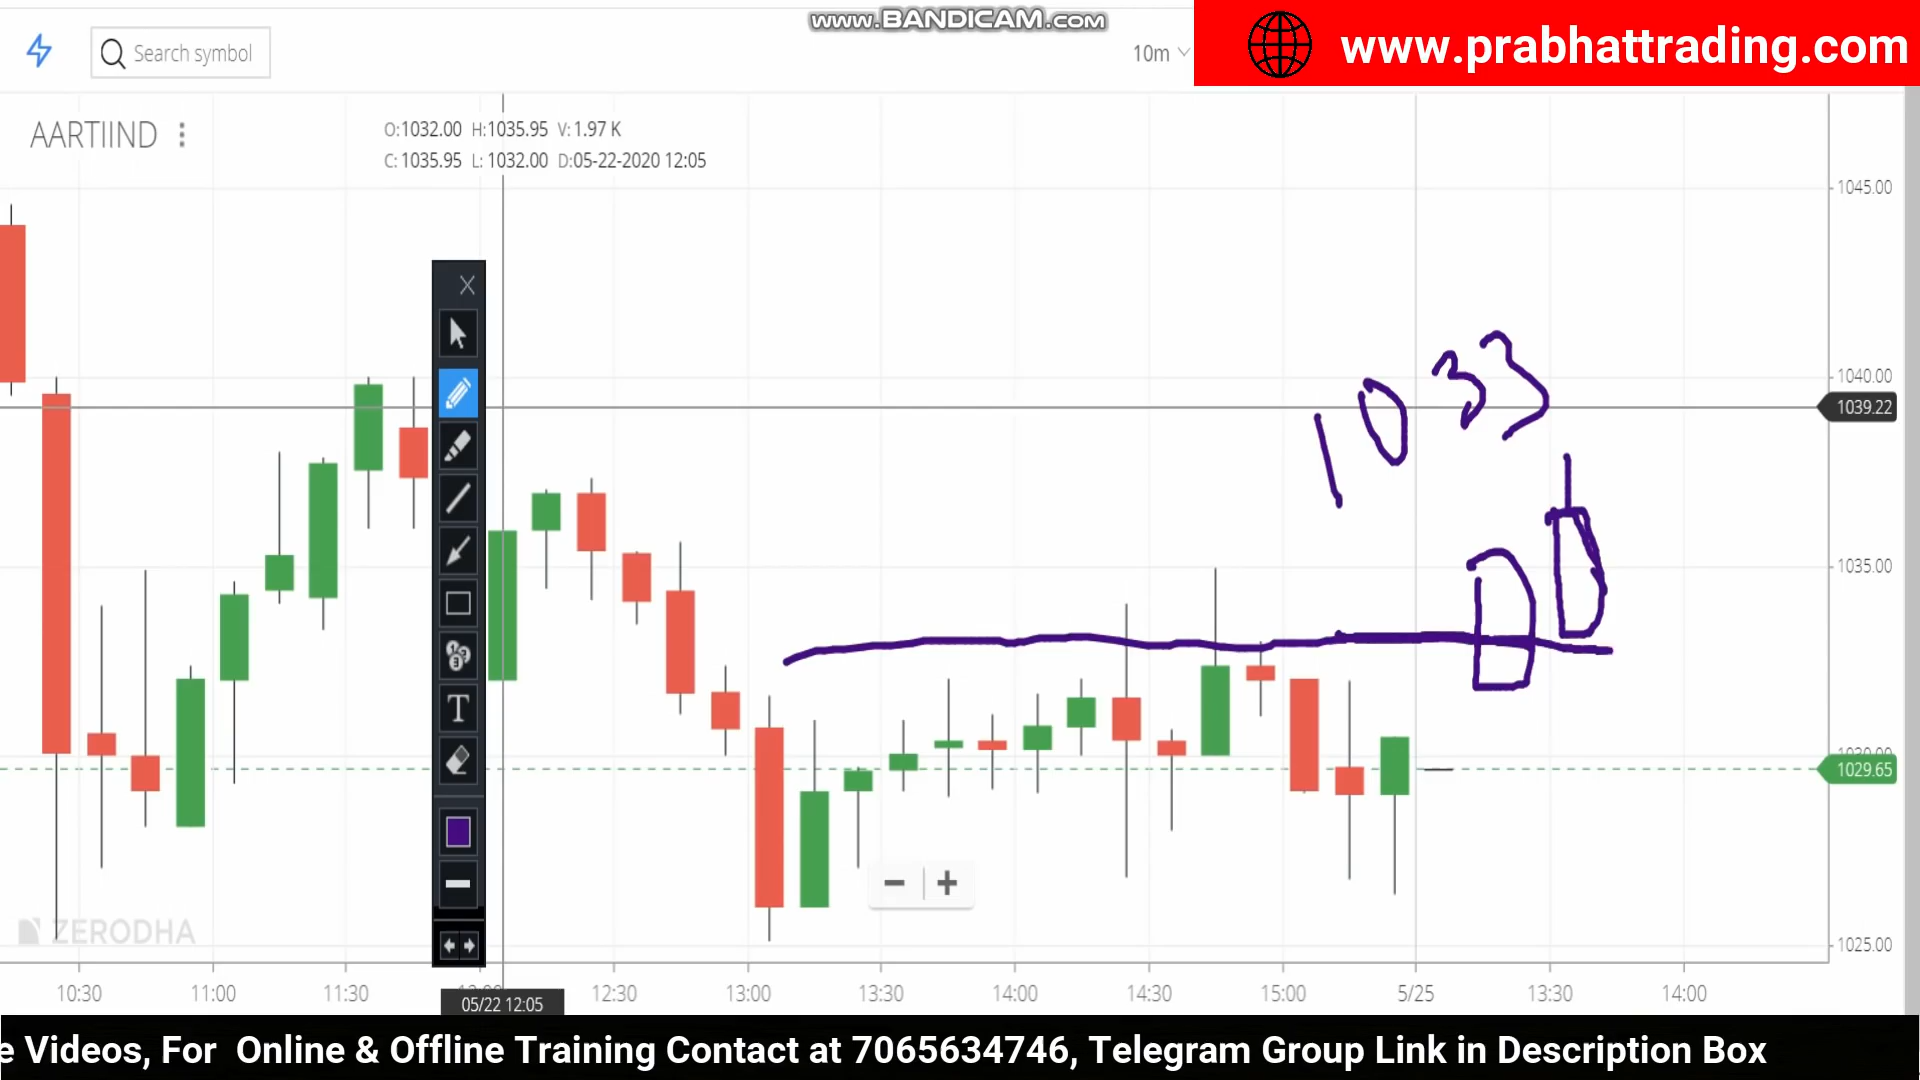 www.BANDICAM.com
www.prabhattrading.com
Search symbol
10m
AARTIIND
O:1032.00 H:1035.95 V:1.97 K
C:1035.95 L:1032.00 D:05-22-2020 12:05
1045.00
1040.00
1039.22
1033
1035.00
1030.00
1029.65
1025.00
X
T
ZERODHA
10:30 11:00 11:30 12:00 12:30 13:00 13:30 14:00 14:30 15:00 5/25 13:30 14:00
05/22 12:05
e Videos, For Online & Offline Training Contact at 7065634746, Telegram Group Link in Description Box